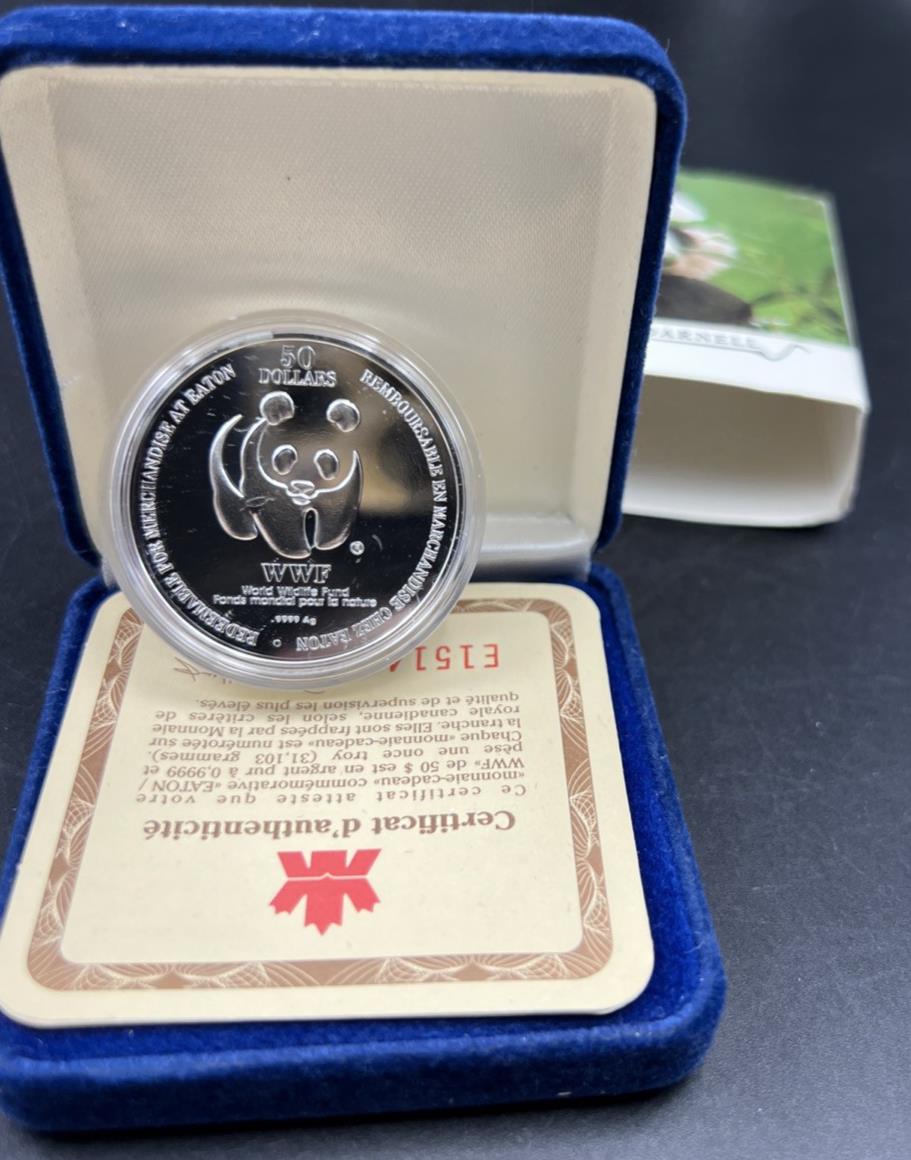 50
DOLLARS
REDEEMABLE FOR MERCHANDISE AT EATON
REMBOURSABLE EN MARCHANDISE CHEZ EATON
WWF
World Wildlife Fund
Fonds mondial pour la nature
.9999 Ag
PARNELL
Certificat d'authenticité
Ce certificat atteste que votre
«monnaie-cadeau» commémorative «EATON/
WWF» de 50 $ est en argent pur à 0,9999 et
pèse une once troy (31,103 grammes).
Chaque «monnaie-cadeau» est numérotée sur
la tranche. Elles sont frappées par la Monnaie
royale canadienne, selon les critères de
qualité et de supervision les plus élevés.
E151